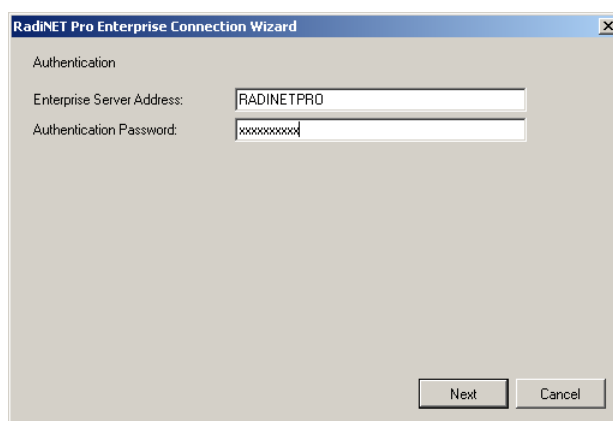 RadiNET Pro Enterprise Connection Wizard
Authentication
Enterprise Server Address: RADINETPRO
Authentication Password: xxxxxxxxxx
Next Cancel